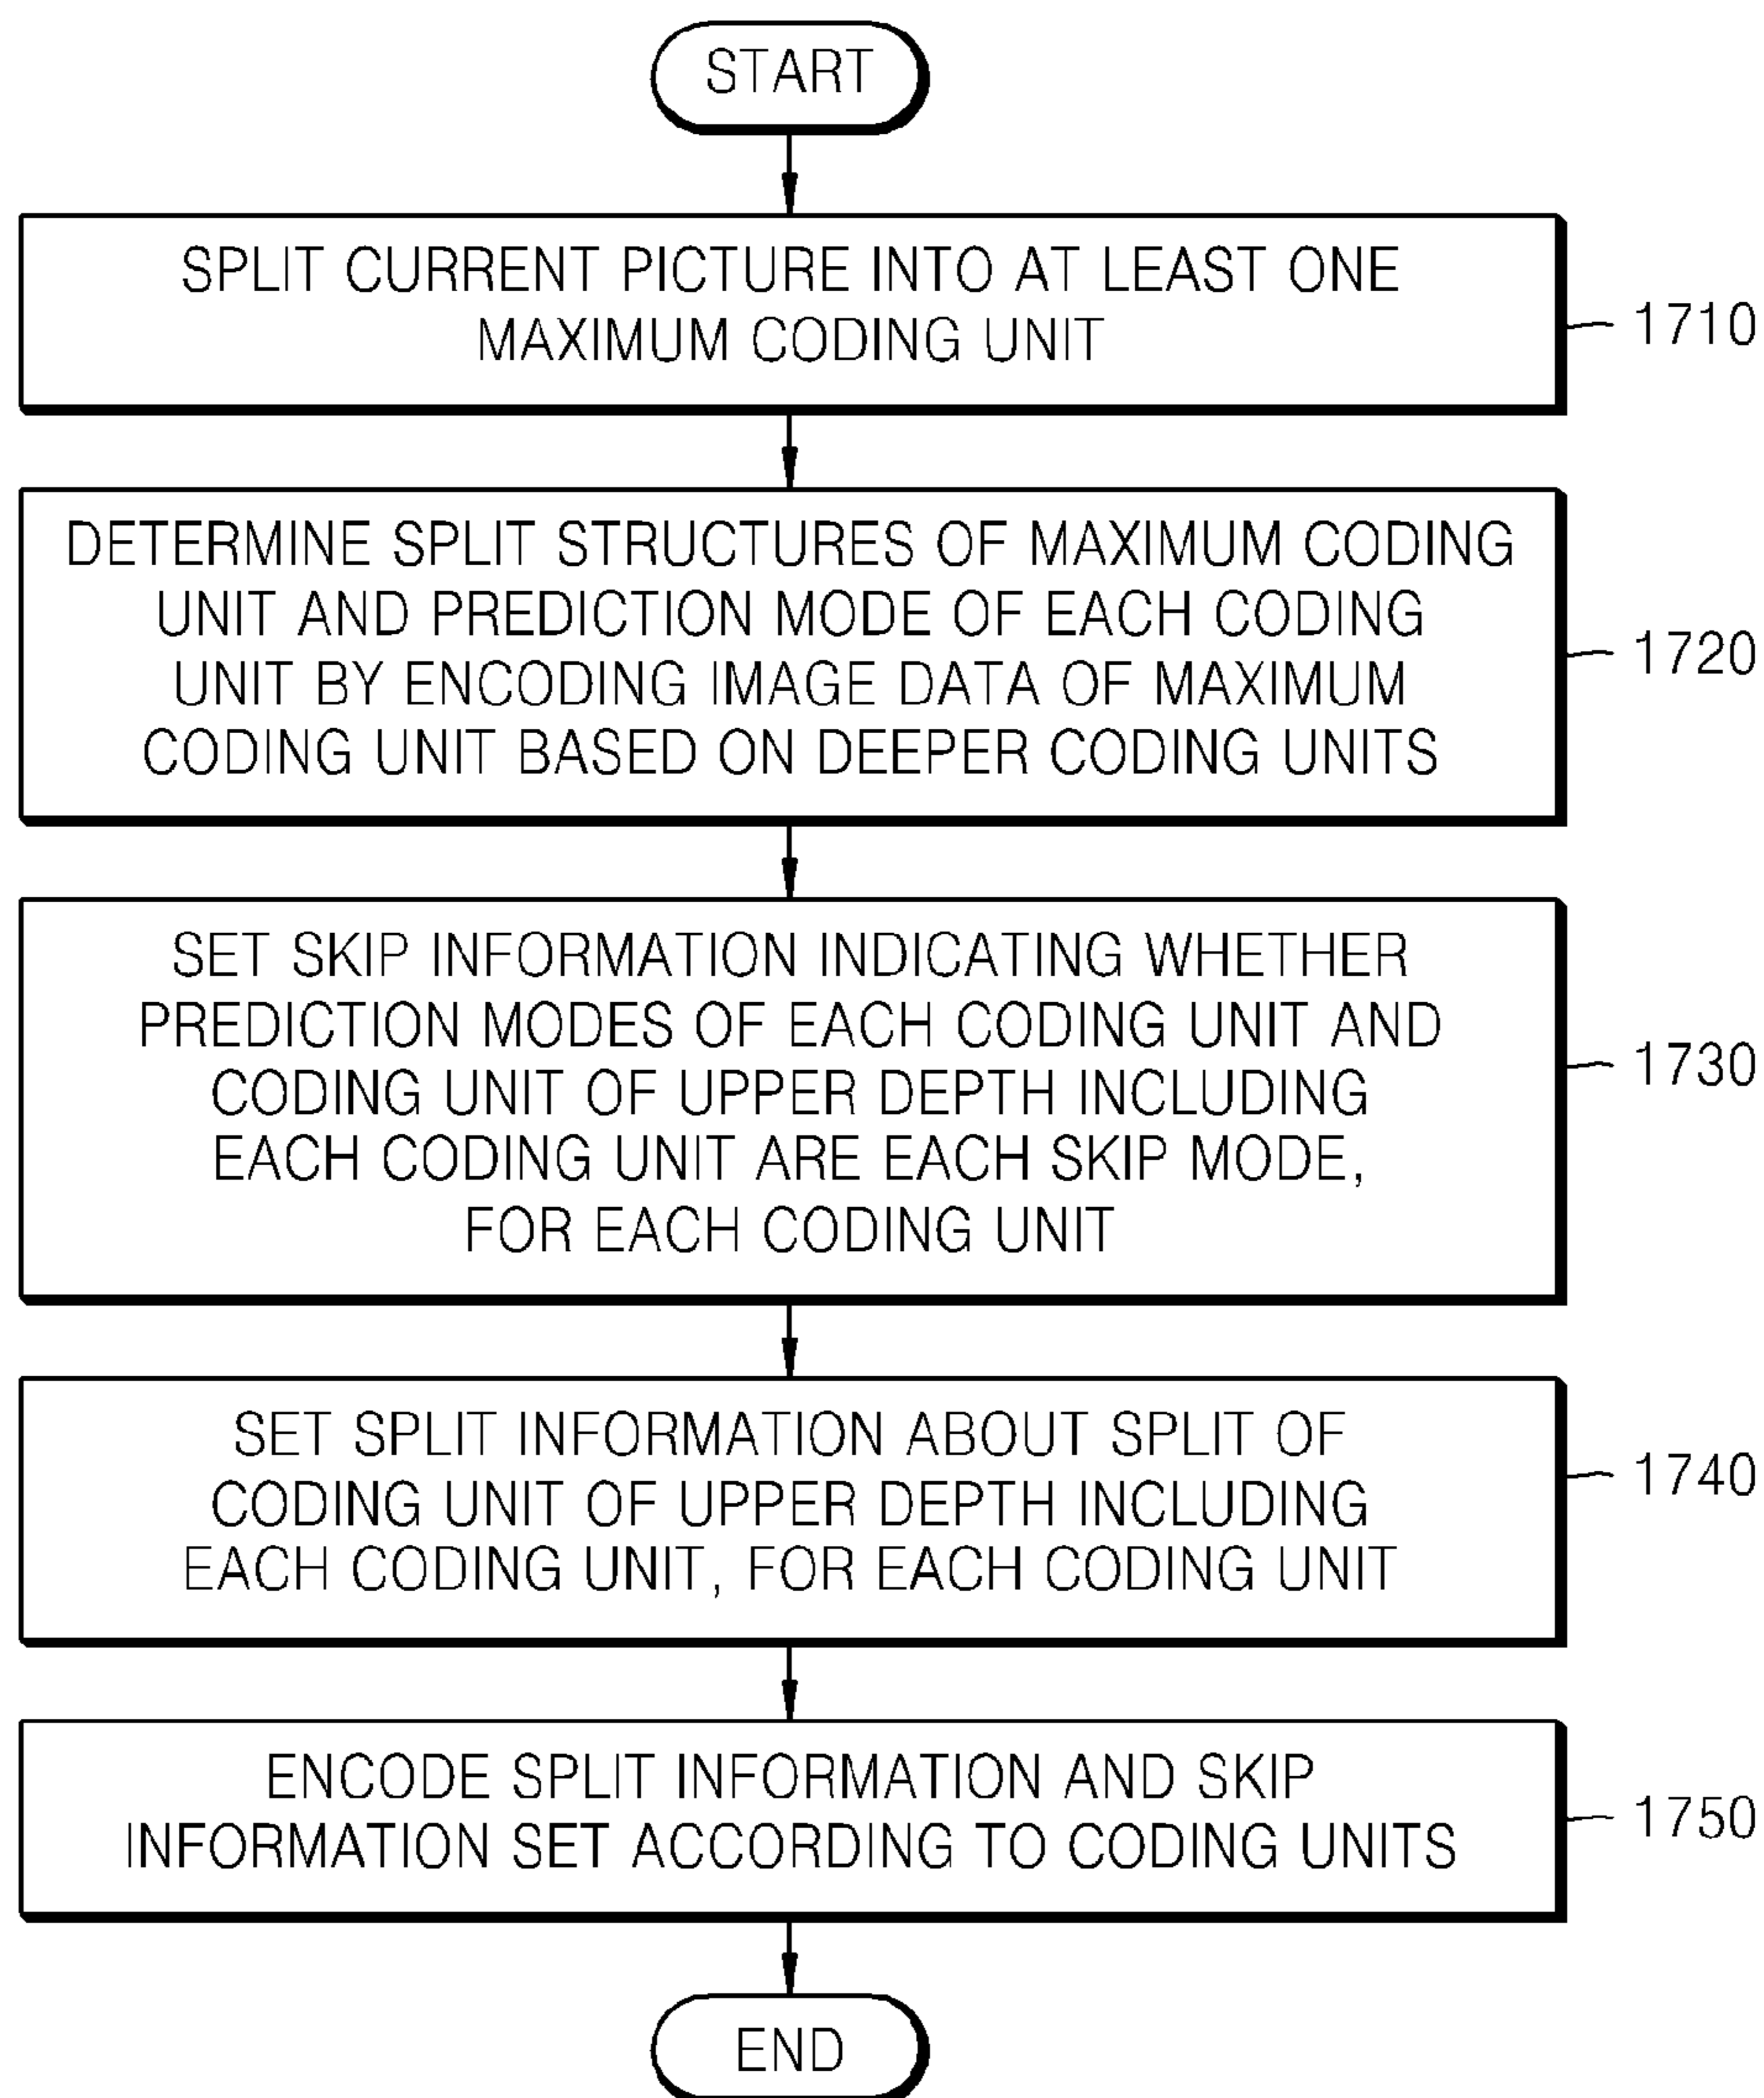 START
SPLIT CURRENT PICTURE INTO AT LEAST ONE
MAXIMUM CODING UNIT
1710
DETERMINE SPLIT STRUCTURES OF MAXIMUM CODING
UNIT AND PREDICTION MODE OF EACH CODING
UNIT BY ENCODING IMAGE DATA OF MAXIMUM
CODING UNIT BASED ON DEEPER CODING UNITS
1720
SET SKIP INFORMATION INDICATING WHETHER
PREDICTION MODES OF EACH CODING UNIT AND
CODING UNIT OF UPPER DEPTH INCLUDING
EACH CODING UNIT ARE EACH SKIP MODE,
FOR EACH CODING UNIT
1730
SET SPLIT INFORMATION ABOUT SPLIT OF
CODING UNIT OF UPPER DEPTH INCLUDING
EACH CODING UNIT, FOR EACH CODING UNIT
1740
ENCODE SPLIT INFORMATION AND SKIP
INFORMATION SET ACCORDING TO CODING UNITS
1750
END